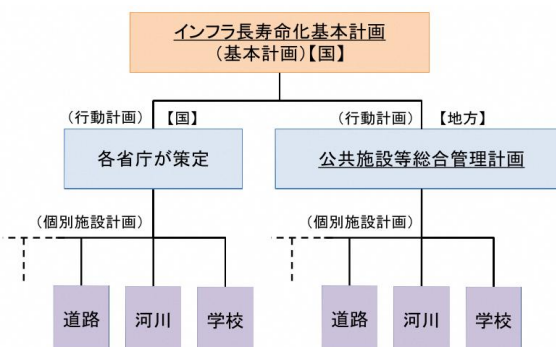 インフラ長寿命化基本計画
(基本計画)【国】
(行動計画) 【国】
(行動計画) 【地方】
各省庁が策定
公共施設等総合管理計画
(個別施設計画)
(個別施設計画)
道路 河川 学校
道路 河川 学校